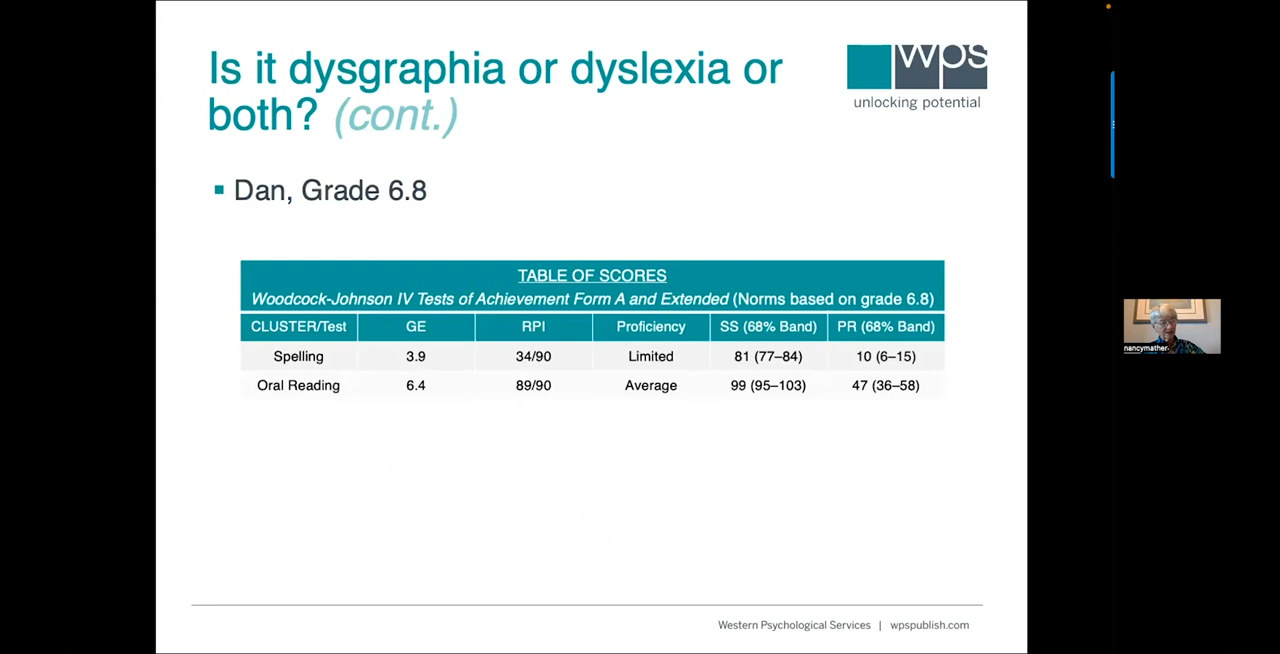 Is it dysgraphia or dyslexia or
both? (cont.)
wps
unlocking potential
▪ Dan, Grade 6.8
TABLE OF SCORES
Woodcock-Johnson IV Tests of Achievement Form A and Extended (Norms based on grade 6.8)
CLUSTER/Test GE RPI Proficiency SS (68% Band) PR (68% Band)
Spelling 3.9 34/90 Limited 81 (77–84) 10 (6–15)
Oral Reading 6.4 89/90 Average 99 (95–103) 47 (36–58)
nancymather
Western Psychological Services | wpspublish.com